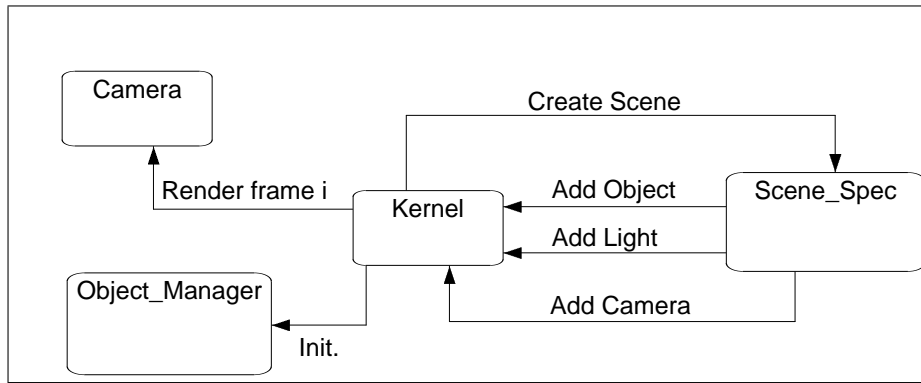 Camera
Create Scene
Render frame i
Kernel
Add Object
Scene_Spec
Add Light
Object_Manager
Add Camera
Init.